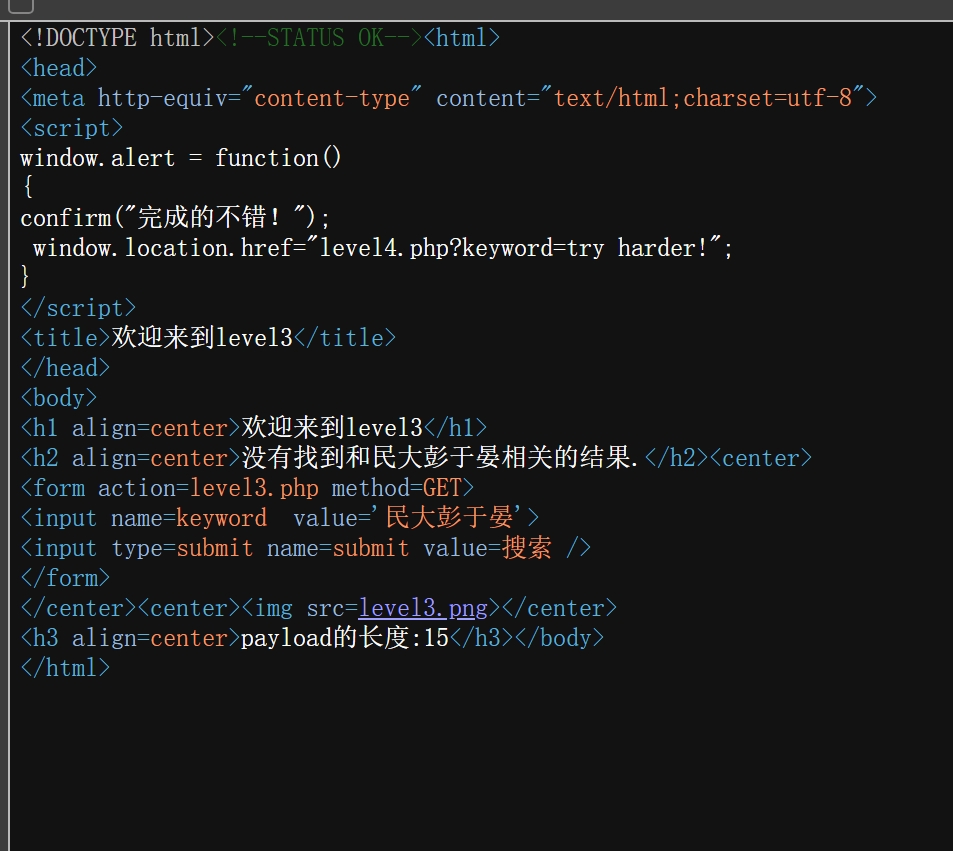 <!DOCTYPE html><!--STATUS OK--><html>
<head>
<meta http-equiv="content-type" content="text/html;charset=utf-8">
<script>
window.alert = function()
{
confirm("完成的不错！");
 window.location.href="level4.php?keyword=try harder!";
}
</script>
<title>欢迎来到level3</title>
</head>
<body>
<h1 align=center>欢迎来到level3</h1>
<h2 align=center>没有找到和民大彭于晏相关的结果.</h2><center>
<form action=level3.php method=GET>
<input name=keyword  value='民大彭于晏'>
<input type=submit name=submit value=搜索 />
</form>
</center><center><img src=level3.png></center>
<h3 align=center>payload的长度:15</h3></body>
</html>